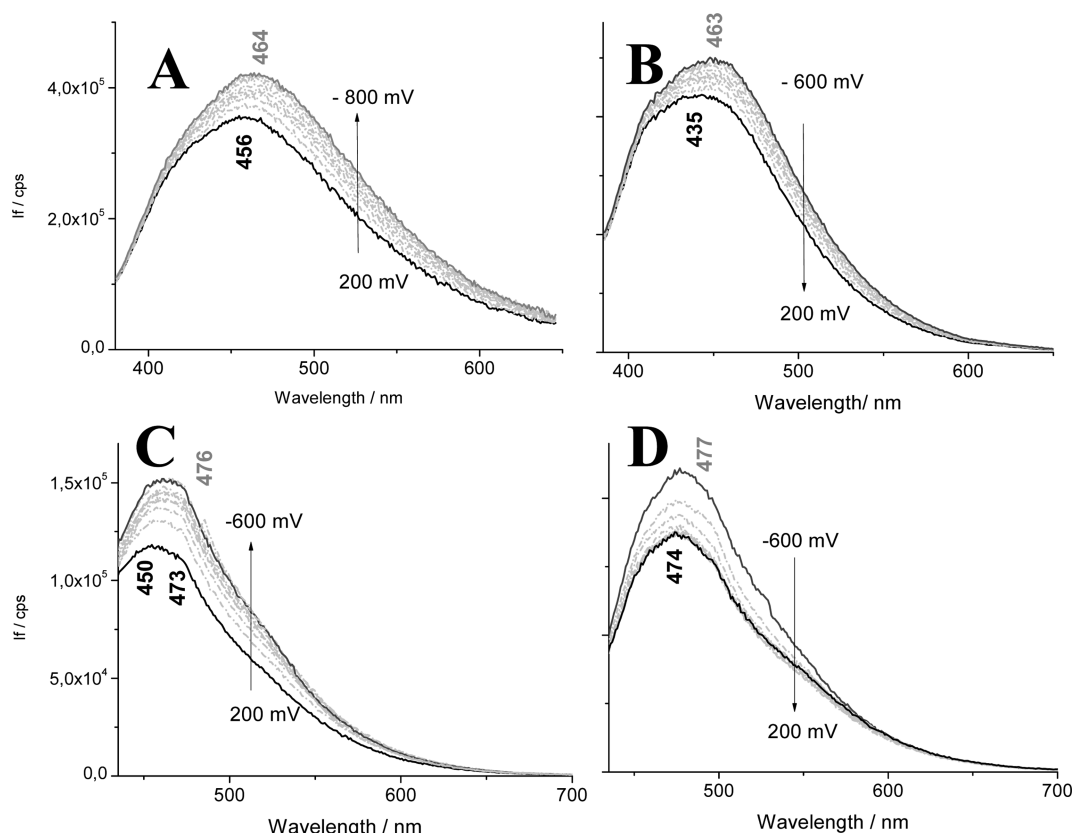 A
464
456
- 800 mV
200 mV
4,0x10⁵
2,0x10⁵
0,0
If / cps
400
500
600
Wavelength / nm
B
463
435
- 600 mV
200 mV
400
500
600
Wavelength/ nm
C
476
450
473
-600 mV
200 mV
1,5x10⁵
1,0x10⁵
5,0x10⁴
0,0
If / cps
500
600
700
Wavelength / nm
D
477
474
-600 mV
200 mV
500
600
700
Wavelength / nm